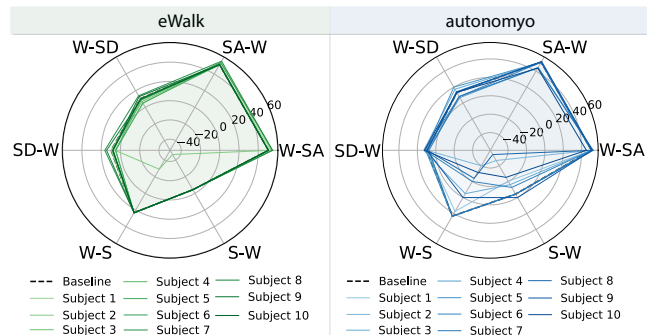 eWalk
autonomyo
W-SD
SA-W
SD-W
W-SA
W-S
S-W
−40
−20
0
20
40
60
W-SD
SA-W
SD-W
W-SA
W-S
S-W
−40
−20
0
20
40
60
Baseline
Subject 1
Subject 2
Subject 3
Subject 4
Subject 5
Subject 6
Subject 7
Subject 8
Subject 9
Subject 10
Baseline
Subject 1
Subject 2
Subject 3
Subject 4
Subject 5
Subject 6
Subject 7
Subject 8
Subject 9
Subject 10